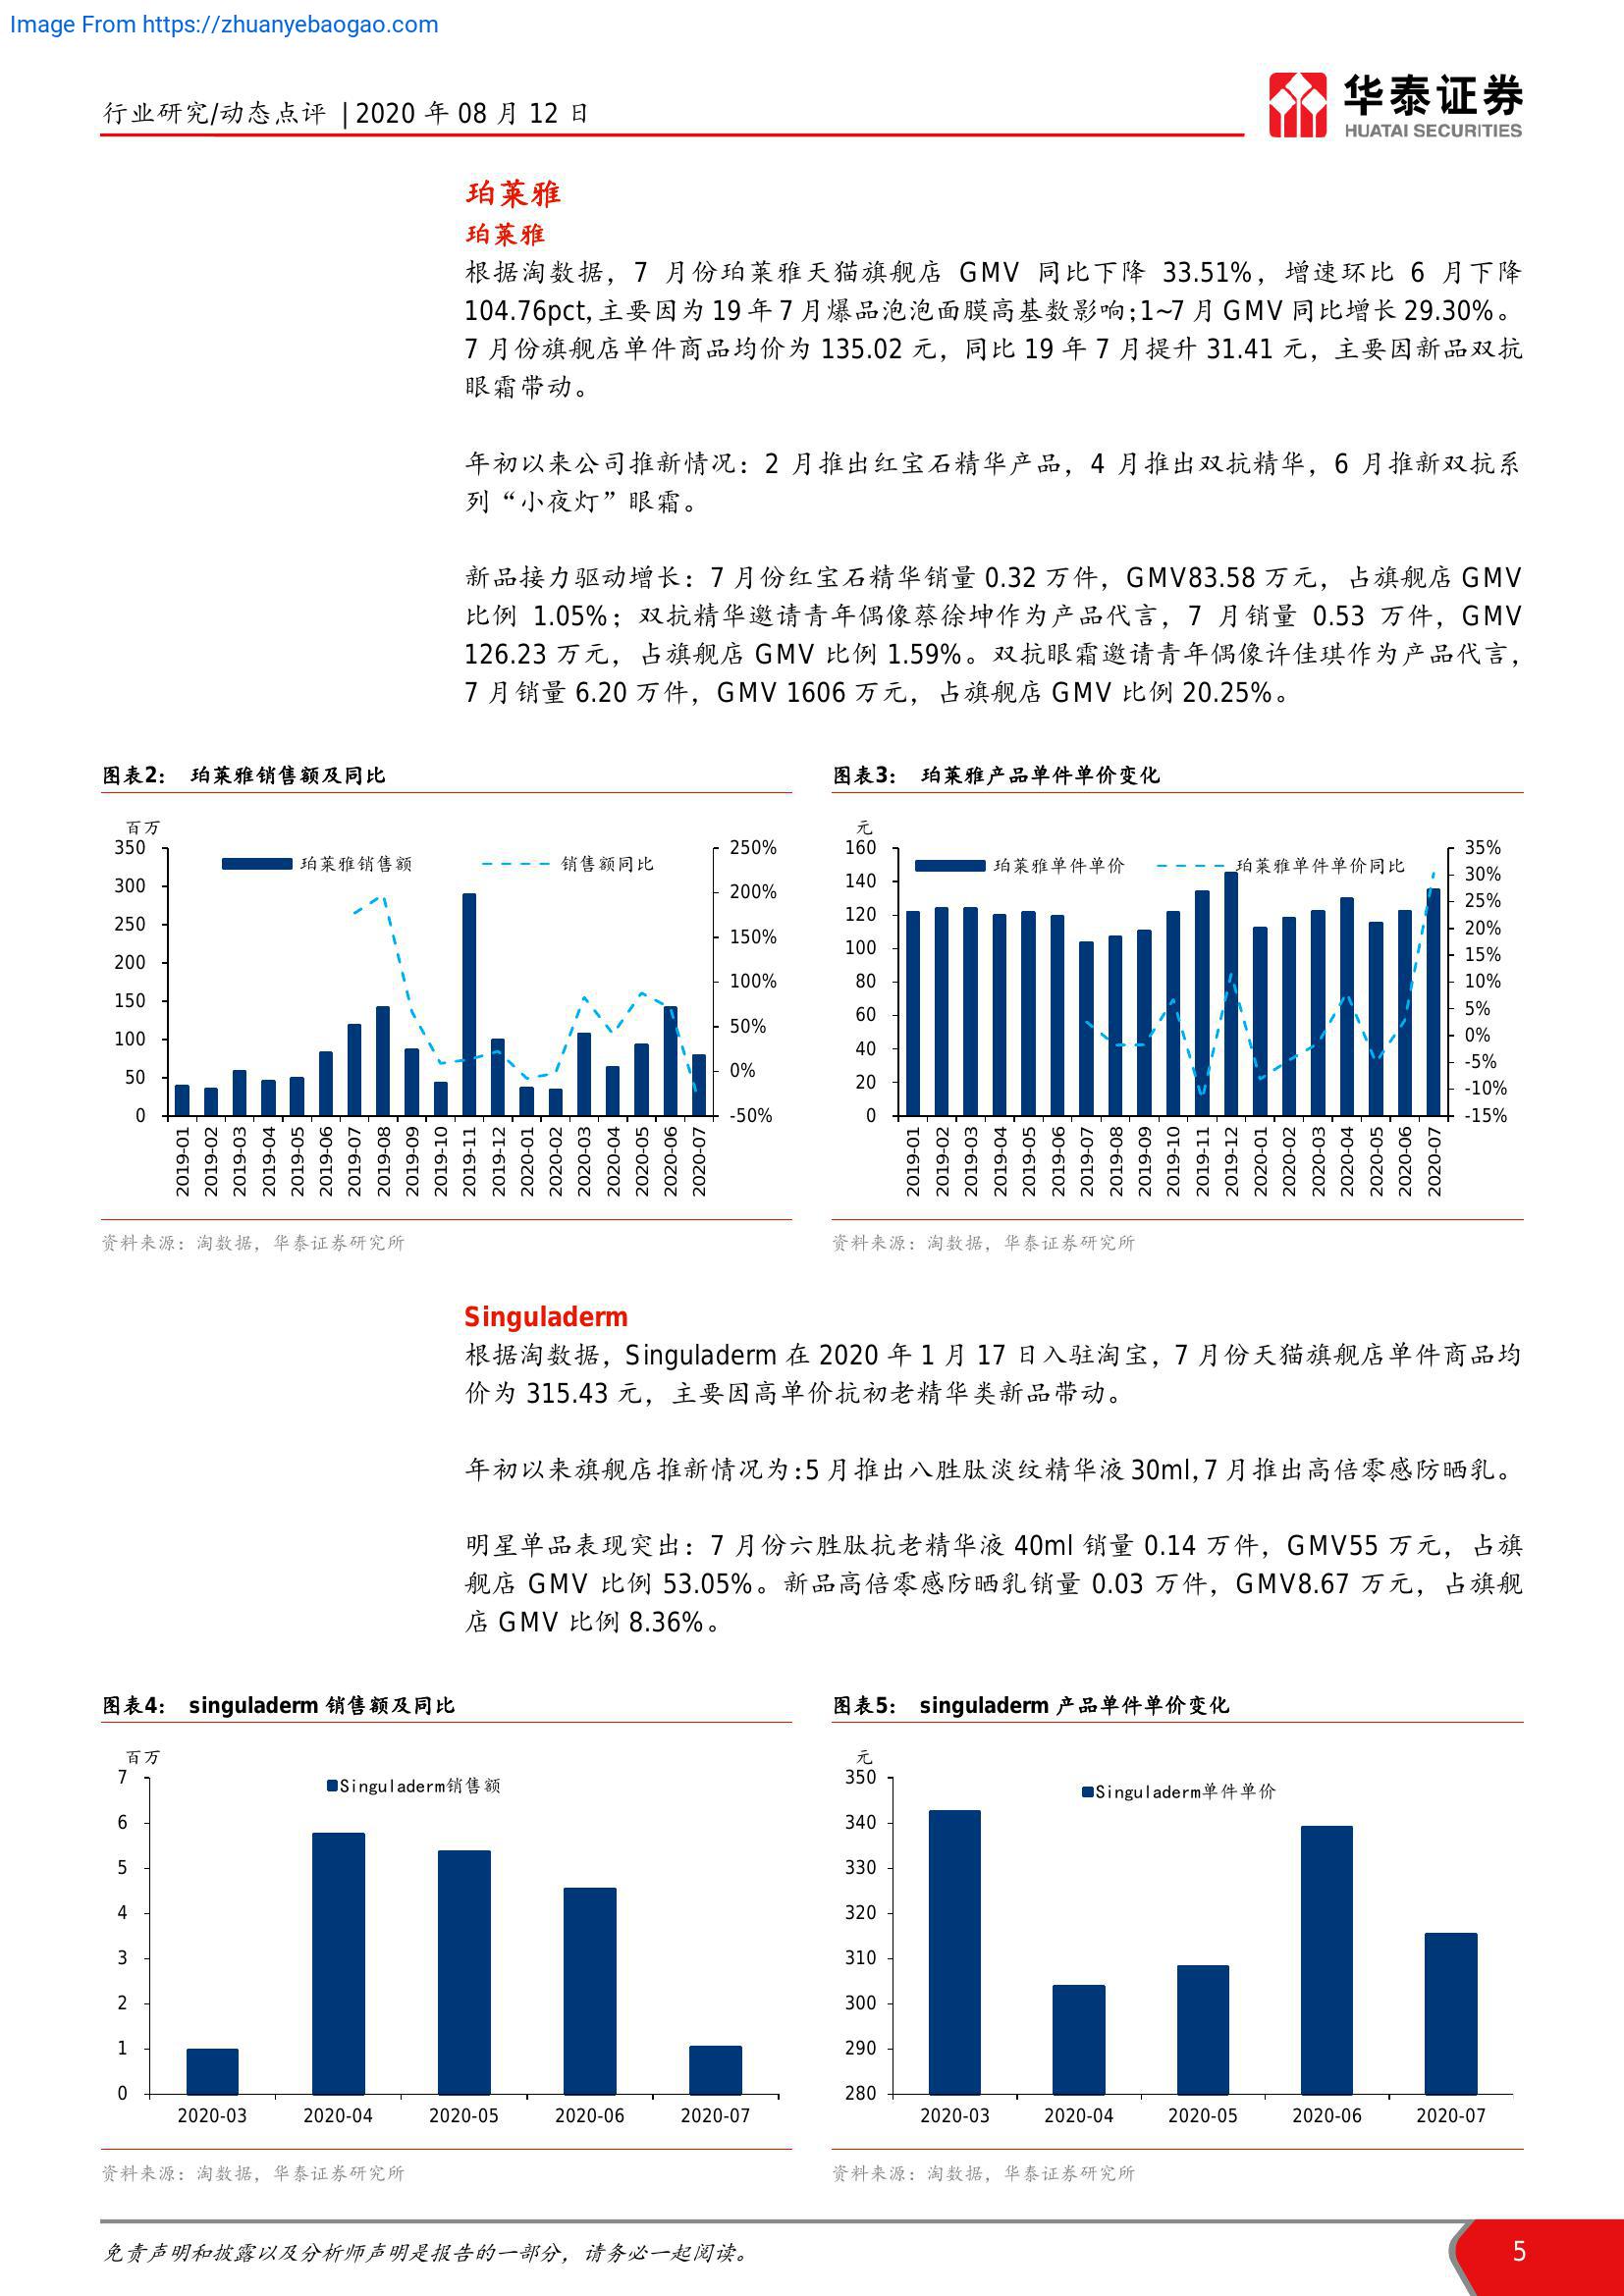 Image From https://zhuanyebaogao.com
行业研究/动态点评 | 2020 年 08 月 12 日
华泰证券
HUATAI SECURITIES
珀莱雅
珀莱雅
根据淘数据，7 月份珀莱雅天猫旗舰店 GMV 同比下降 33.51%，增速环比 6 月下降
104.76pct,主要因为 19 年 7 月爆品泡泡面膜高基数影响;1~7 月 GMV 同比增长 29.30%。
7 月份旗舰店单件商品均价为 135.02 元，同比 19 年 7 月提升 31.41 元，主要因新品双抗
眼霜带动。
年初以来公司推新情况：2 月推出红宝石精华产品，4 月推出双抗精华，6 月推新双抗系
列“小夜灯”眼霜。
新品接力驱动增长：7 月份红宝石精华销量 0.32 万件，GMV83.58 万元，占旗舰店 GMV
比例 1.05%；双抗精华邀请青年偶像蔡徐坤作为产品代言，7 月销量 0.53 万件，GMV
126.23 万元，占旗舰店 GMV 比例 1.59%。双抗眼霜邀请青年偶像许佳琪作为产品代言，
7 月销量 6.20 万件，GMV 1606 万元，占旗舰店 GMV 比例 20.25%。
图表2： 珀莱雅销售额及同比
百万
珀莱雅销售额 销售额同比
350
300
250
200
150
100
50
0
250%
200%
150%
100%
50%
0%
-50%
2019-01
2019-02
2019-03
2019-04
2019-05
2019-06
2019-07
2019-08
2019-09
2019-10
2019-11
2019-12
2020-01
2020-02
2020-03
2020-04
2020-05
2020-06
2020-07
资料来源：淘数据，华泰证券研究所
图表3： 珀莱雅产品单件单价变化
元
珀莱雅单件单价 珀莱雅单件单价同比
160
140
120
100
80
60
40
20
0
35%
30%
25%
20%
15%
10%
5%
0%
-5%
-10%
-15%
2019-01
2019-02
2019-03
2019-04
2019-05
2019-06
2019-07
2019-08
2019-09
2019-10
2019-11
2019-12
2020-01
2020-02
2020-03
2020-04
2020-05
2020-06
2020-07
资料来源：淘数据，华泰证券研究所
Singuladerm
根据淘数据，Singuladerm 在 2020 年 1 月 17 日入驻淘宝，7 月份天猫旗舰店单件商品均
价为 315.43 元，主要因高单价抗初老精华类新品带动。
年初以来旗舰店推新情况为:5 月推出八胜肽淡纹精华液 30ml,7 月推出高倍零感防晒乳。
明星单品表现突出：7 月份六胜肽抗老精华液 40ml 销量 0.14 万件，GMV55 万元，占旗
舰店 GMV 比例 53.05%。新品高倍零感防晒乳销量 0.03 万件，GMV8.67 万元，占旗舰
店 GMV 比例 8.36%。
图表4： singuladerm 销售额及同比
百万
Singuladerm销售额
7
6
5
4
3
2
1
0
2020-03 2020-04 2020-05 2020-06 2020-07
资料来源：淘数据，华泰证券研究所
图表5： singuladerm 产品单件单价变化
元
Singuladerm单件单价
350
340
330
320
310
300
290
280
2020-03 2020-04 2020-05 2020-06 2020-07
资料来源：淘数据，华泰证券研究所
免责声明和披露以及分析师声明是报告的一部分，请务必一起阅读。
5